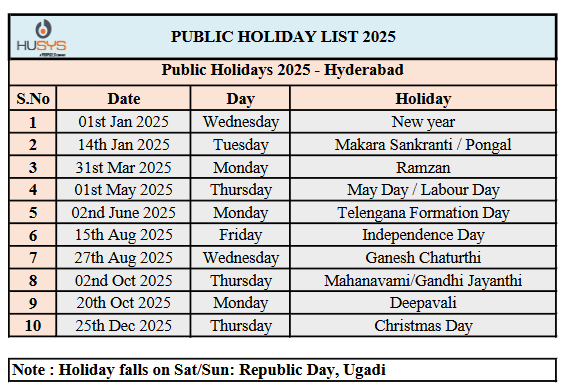 HUSYS
PUBLIC HOLIDAY LIST 2025
Public Holidays 2025 - Hyderabad
S.No Date Day Holiday
1 01st Jan 2025 Wednesday New year
2 14th Jan 2025 Tuesday Makara Sankranti / Pongal
3 31st Mar 2025 Monday Ramzan
4 01st May 2025 Thursday May Day / Labour Day
5 02nd June 2025 Monday Telengana Formation Day
6 15th Aug 2025 Friday Independence Day
7 27th Aug 2025 Wednesday Ganesh Chaturthi
8 02nd Oct 2025 Thursday Mahanavami/Gandhi Jayanthi
9 20th Oct 2025 Monday Deepavali
10 25th Dec 2025 Thursday Christmas Day
Note : Holiday falls on Sat/Sun: Republic Day, Ugadi